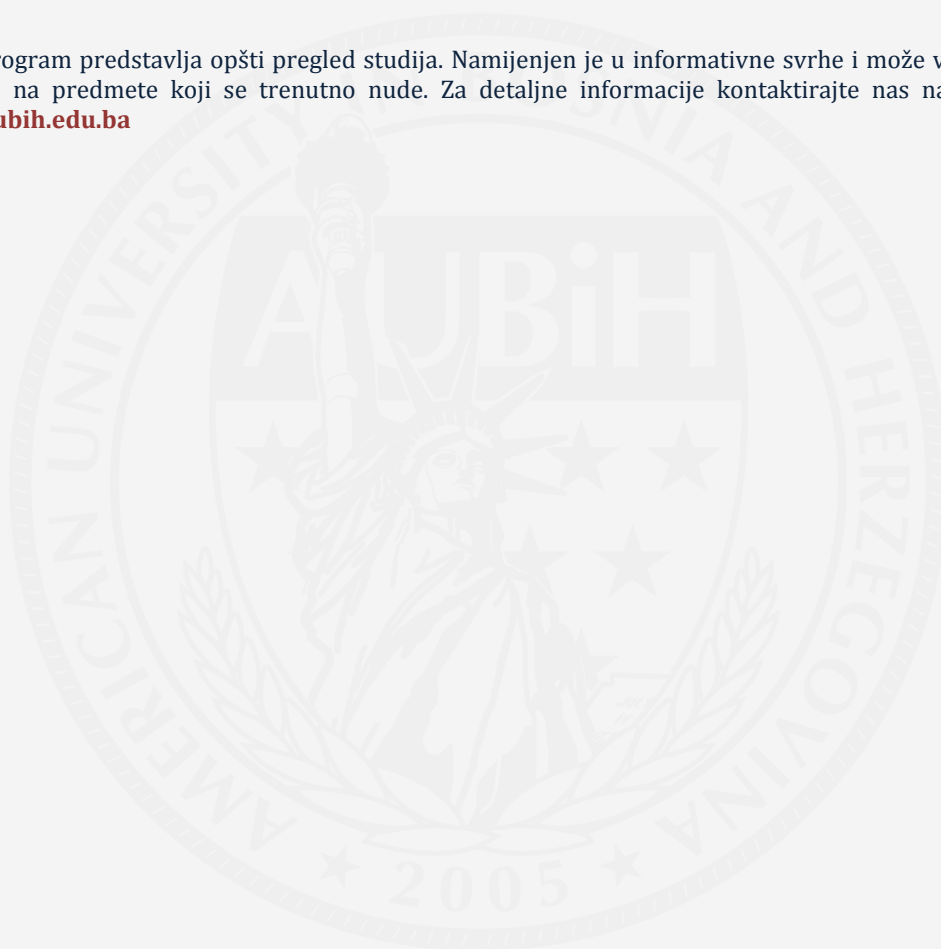 rogram predstavlja opšti pregled studija. Namijenjen je u informativne svrhe i može v
na predmete koji se trenutno nude. Za detaljne informacije kontaktirajte nas na
ubih.edu.ba
AMERICAN UNIVERSITY IN BOSNIA AND HERZEGOVINA
AUBiH
2005